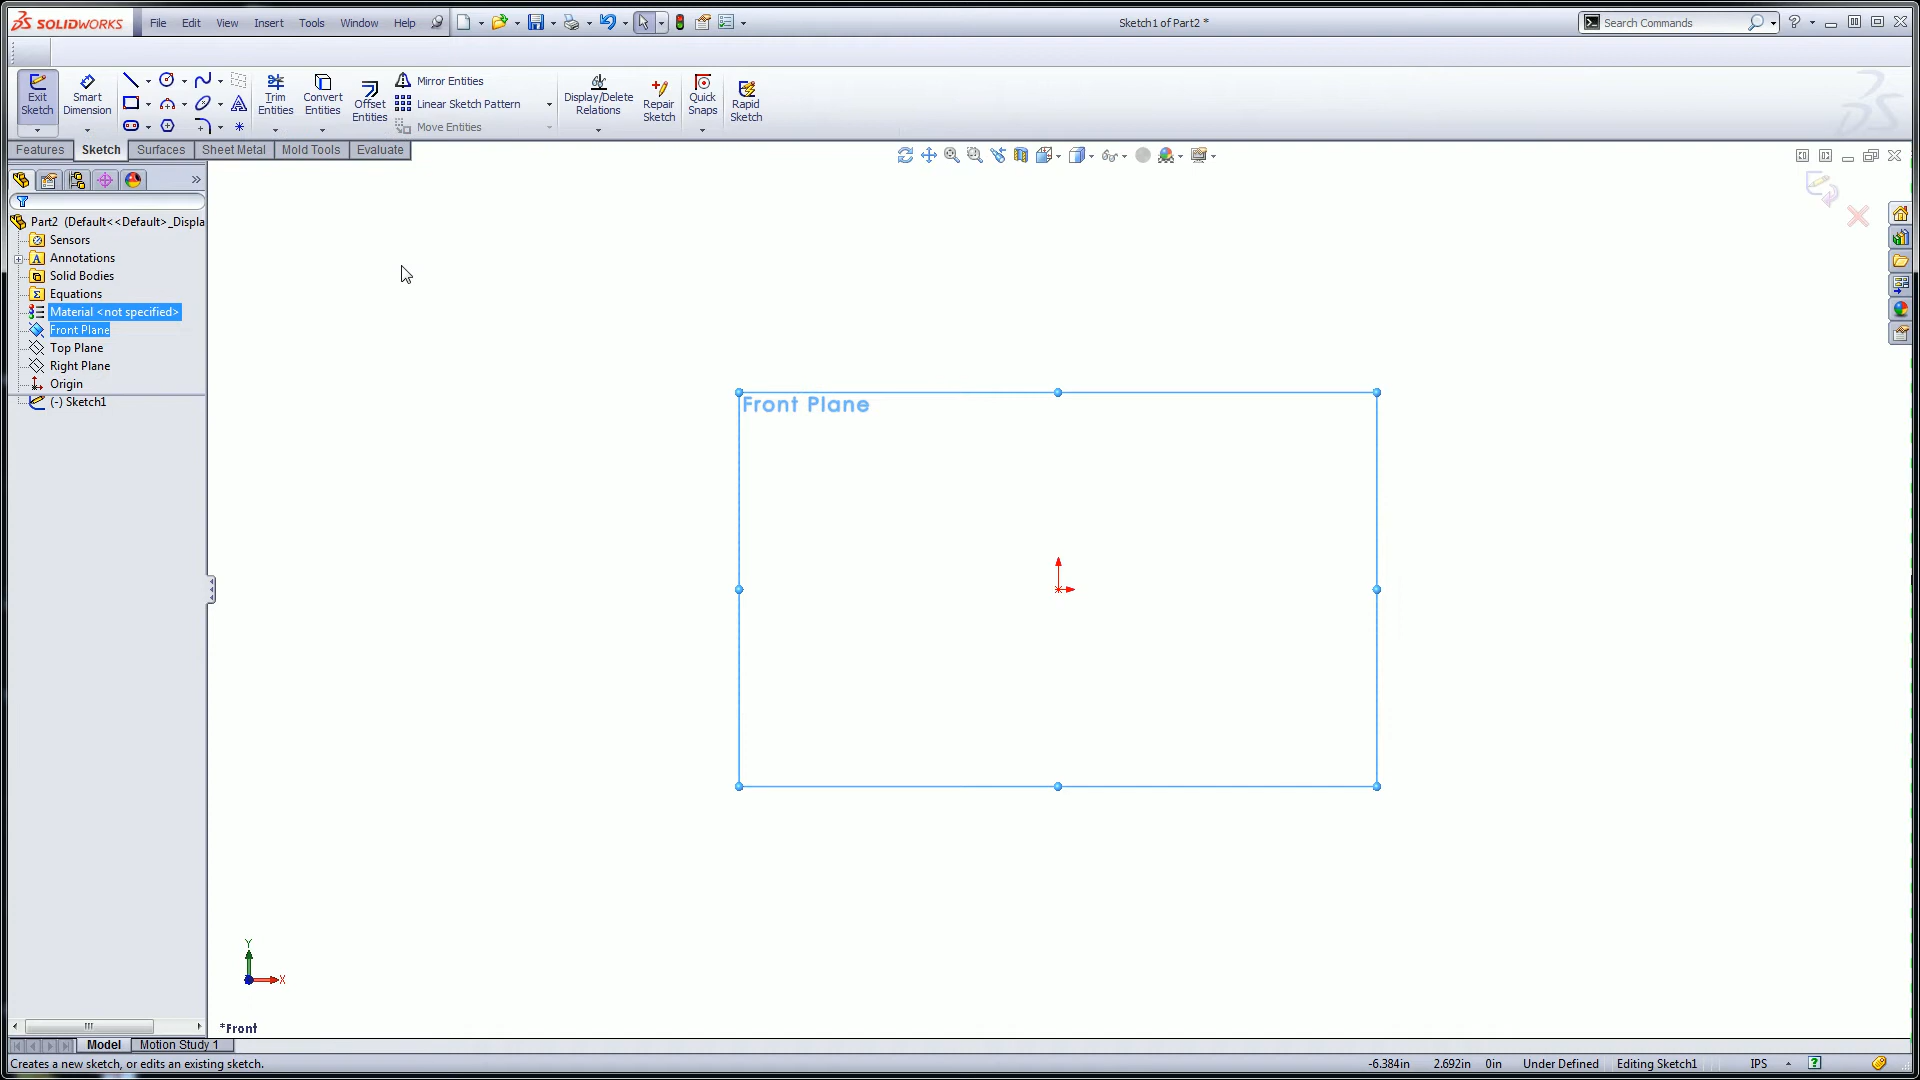 SOLIDWORKS File Edit View Insert Tools Window Help Sketch1 of Part2 * Search Commands
Exit Sketch
Smart Dimension
Trim Entities
Convert Entities
Offset Entities
Mirror Entities
Linear Sketch Pattern
Move Entities
Display/Delete Relations
Repair Sketch
Quick Snaps
Rapid Sketch
Features Sketch Surfaces Sheet Metal Mold Tools Evaluate
Part2 (Default<<Default>_Displa
Sensors
Annotations
Solid Bodies
Equations
Material <not specified>
Front Plane
Top Plane
Right Plane
Origin
(-) Sketch1
Front Plane
Y
X
*Front
Model Motion Study 1
Creates a new sketch, or edits an existing sketch. -6.384in 2.692in 0in Under Defined Editing Sketch1 IPS